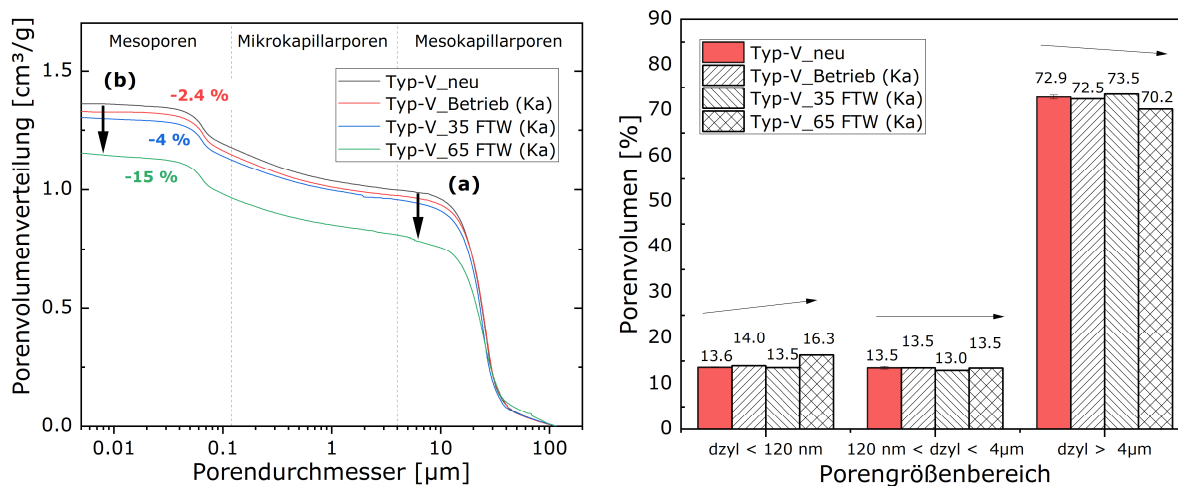 Mesoporen
Mikrokapillarporen
Mesokapillarporen
(b)
-2.4 %
-4 %
-15 %
(a)
Typ-V_neu
Typ-V_Betrieb (Ka)
Typ-V_35 FTW (Ka)
Typ-V_65 FTW (Ka)
Porenvolumenverteilung [cm³/g]
1.5
1.0
0.5
0.0
0.01
0.1
1
10
100
Porendurchmesser [µm]
Typ-V_neu
Typ-V_Betrieb (Ka)
Typ-V_35 FTW (Ka)
Typ-V_65 FTW (Ka)
Porenvolumen [%]
90
80
70
60
50
40
30
20
10
0
13.6
14.0
13.5
16.3
13.5
13.5
13.0
13.5
72.9
72.5
73.5
70.2
dzyl < 120 nm
120 nm < dzyl < 4µm
dzyl > 4µm
Porengrößenbereich